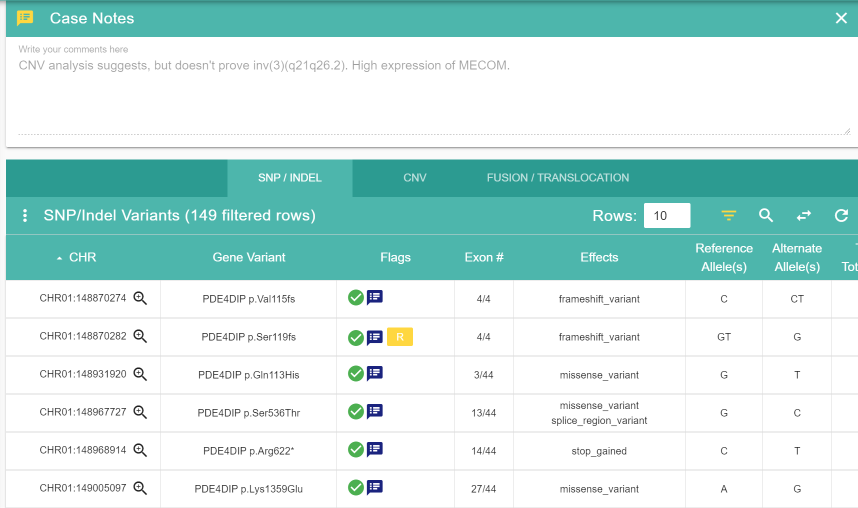 Case Notes
Write your comments here
CNV analysis suggests, but doesn't prove inv(3)(q21q26.2). High expression of MECOM.
SNP / INDEL CNV FUSION / TRANSLOCATION
SNP/Indel Variants (149 filtered rows) Rows: 10
CHR Gene Variant Flags Exon # Effects Reference Allele(s) Alternate Allele(s)
CHR01:148870274 PDE4DIP p.Val115fs 4/4 frameshift_variant C CT
CHR01:148870282 PDE4DIP p.Ser119fs R 4/4 frameshift_variant GT G
CHR01:148931920 PDE4DIP p.Gln113His 3/44 missense_variant G T
CHR01:148967727 PDE4DIP p.Ser536Thr 13/44 missense_variant splice_region_variant G C
CHR01:148968914 PDE4DIP p.Arg622* 14/44 stop_gained C T
CHR01:149005097 PDE4DIP p.Lys1359Glu 27/44 missense_variant A G